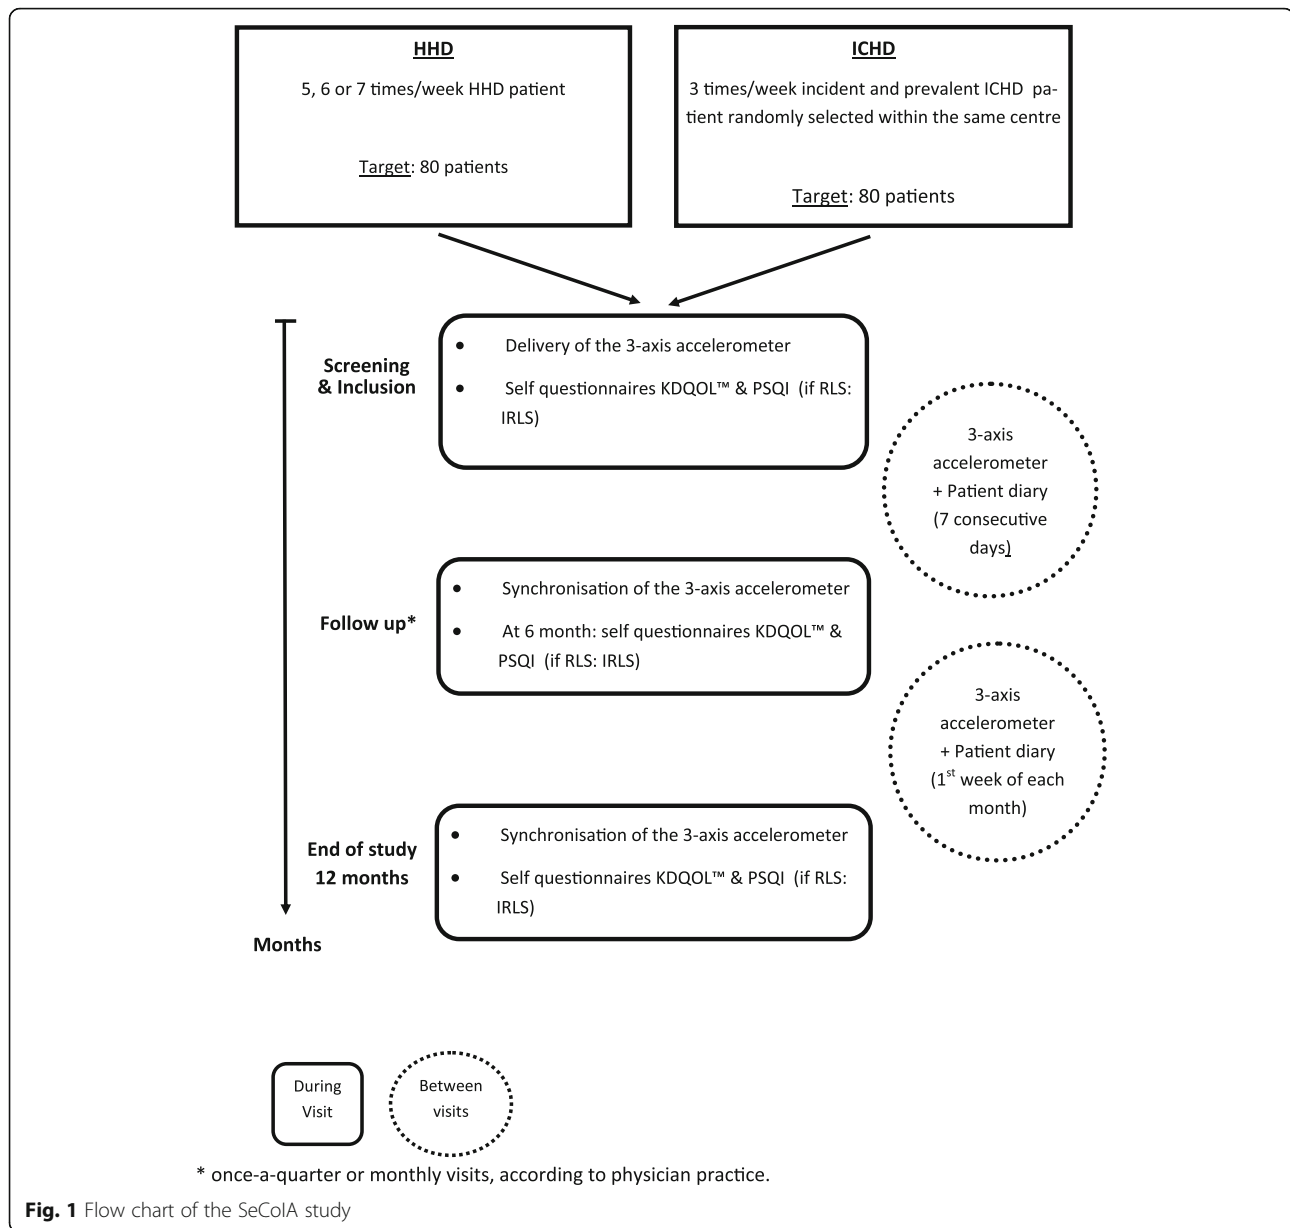 HHD
5, 6 or 7 times/week HHD patient
Target: 80 patients
ICHD
3 times/week incident and prevalent ICHD pa-
tient randomly selected within the same centre
Target: 80 patients
Screening
& Inclusion
• Delivery of the 3-axis accelerometer
• Self questionnaires KDQOL™ & PSQI (if RLS:
IRLS)
3-axis
accelerometer
+ Patient diary
(7 consecutive
days)
Follow up*
• Synchronisation of the 3-axis accelerometer
• At 6 month: self questionnaires KDQOL™ &
PSQI (if RLS: IRLS)
3-axis
accelerometer
+ Patient diary
(1st week of each
month)
End of study
12 months
• Synchronisation of the 3-axis accelerometer
• Self questionnaires KDQOL™ & PSQI (if RLS:
IRLS)
Months
During
Visit
Between
visits
* once-a-quarter or monthly visits, according to physician practice.
Fig. 1 Flow chart of the SeCoIA study